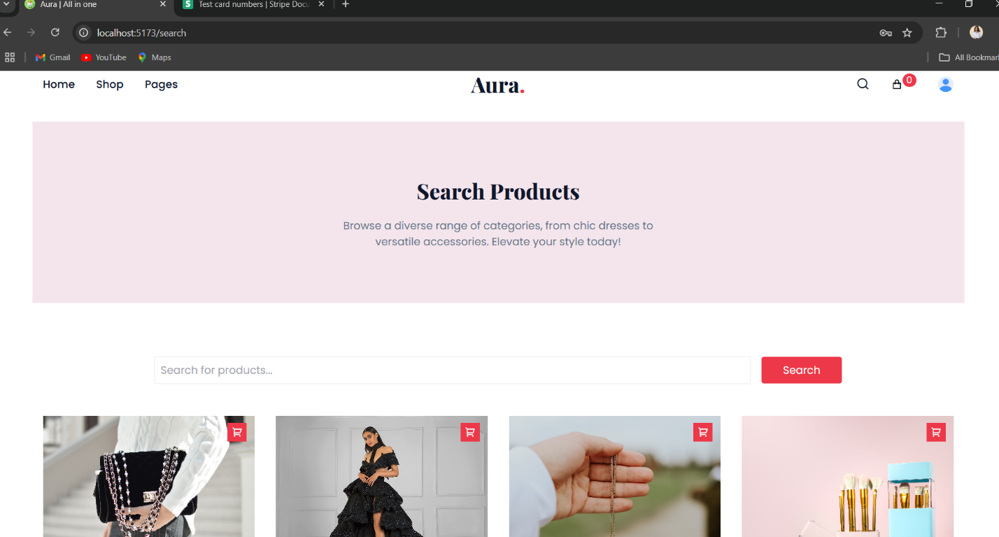 Aura | All in one
Test card numbers | Stripe Docu
localhost:5173/search
Gmail
YouTube
Maps
All Bookmar
Home
Shop
Pages
Aura.
0
Search Products
Browse a diverse range of categories, from chic dresses to
versatile accessories. Elevate your style today!
Search for products...
Search